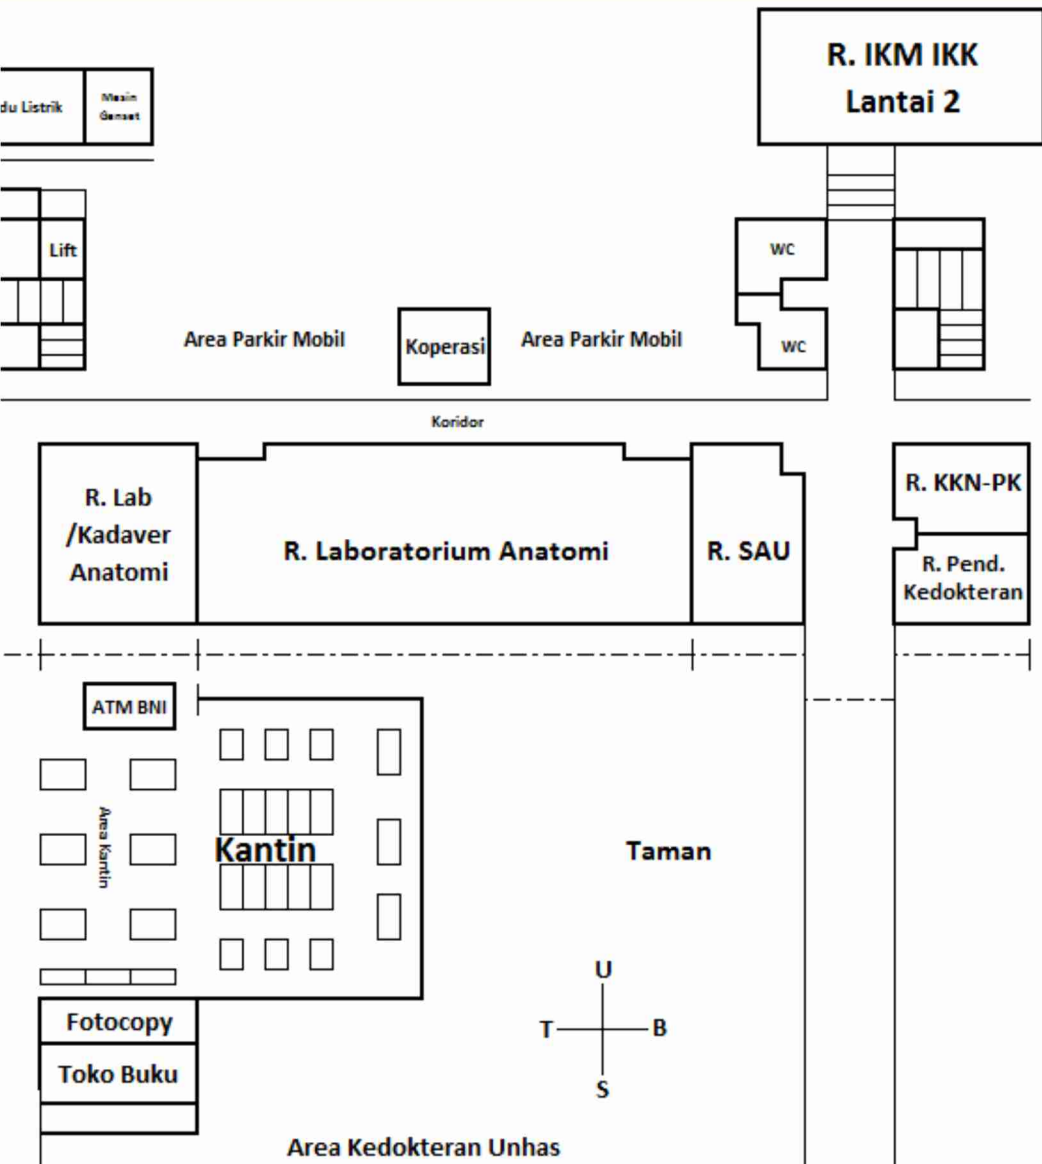 R. IKM IKK
Lantai 2
du Listrik
Mesin
Genset
Lift
WC
Area Parkir Mobil
Koperasi
Area Parkir Mobil
WC
Koridor
R. Lab
/Kadaver
Anatomi
R. Laboratorium Anatomi
R. SAU
R. KKN-PK
R. Pend.
Kedokteran
ATM BNI
Area Kantin
Kantin
Taman
U
T
B
S
Fotocopy
Toko Buku
Area Kedokteran Unhas